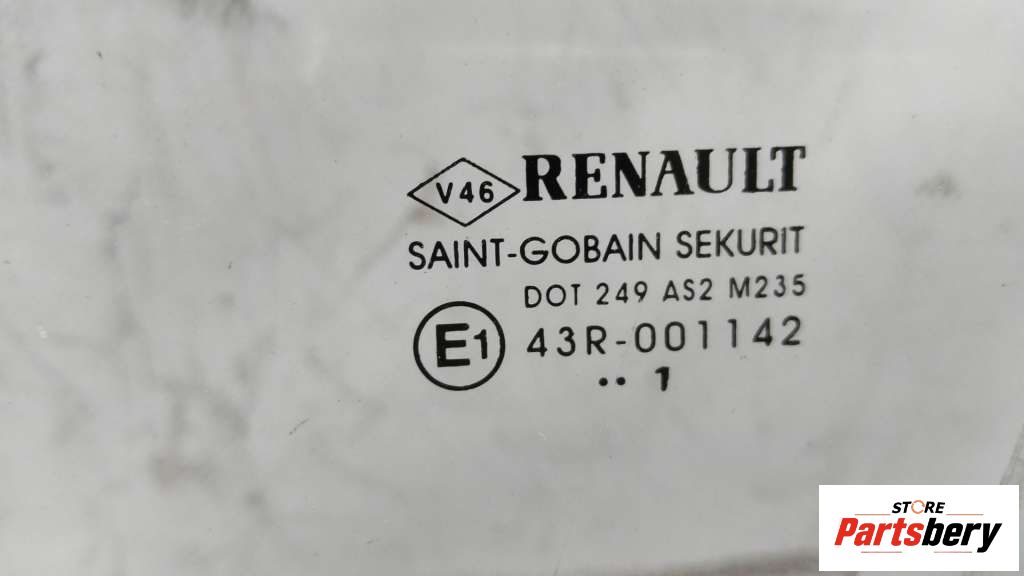 V46 RENAULT
SAINT-GOBAIN SEKURIT
DOT 249 AS2 M235
E1 43R-001142
•• 1
STORE
Partsbery